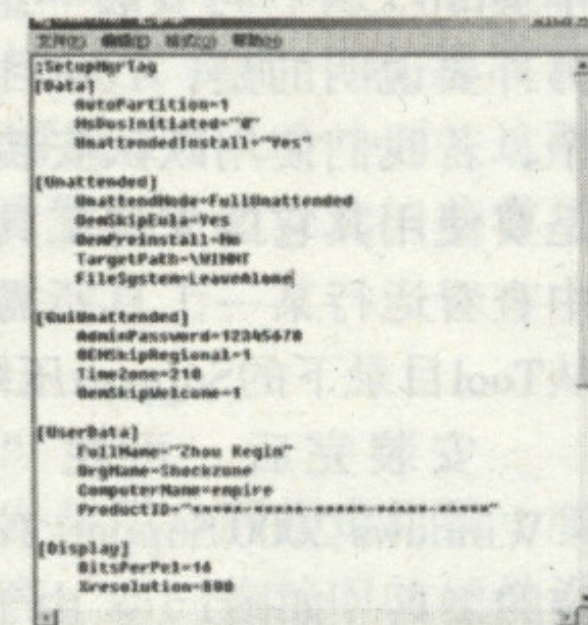 文件(F) 编辑(E) 格式(O) 帮助(H)
;SetupMgrTag
[Data]
AutoPartition=1
MsDosInitiated="0"
UnattendedInstall="Yes"
[Unattended]
UnattendMode=FullUnattended
OemSkipEula=Yes
OemPreinstall=No
TargetPath=\WINNT
FileSystem=LeaveAlone
[GuiUnattended]
AdminPassword=12345678
OEMSkipRegional=1
TimeZone=210
OemSkipWelcome=1
[UserData]
FullName="Zhou Regin"
OrgName=Shockzone
ComputerName=empire
ProductID="*****-*****-*****-*****-*****"
[Display]
BitsPerPel=16
Xresolution=800